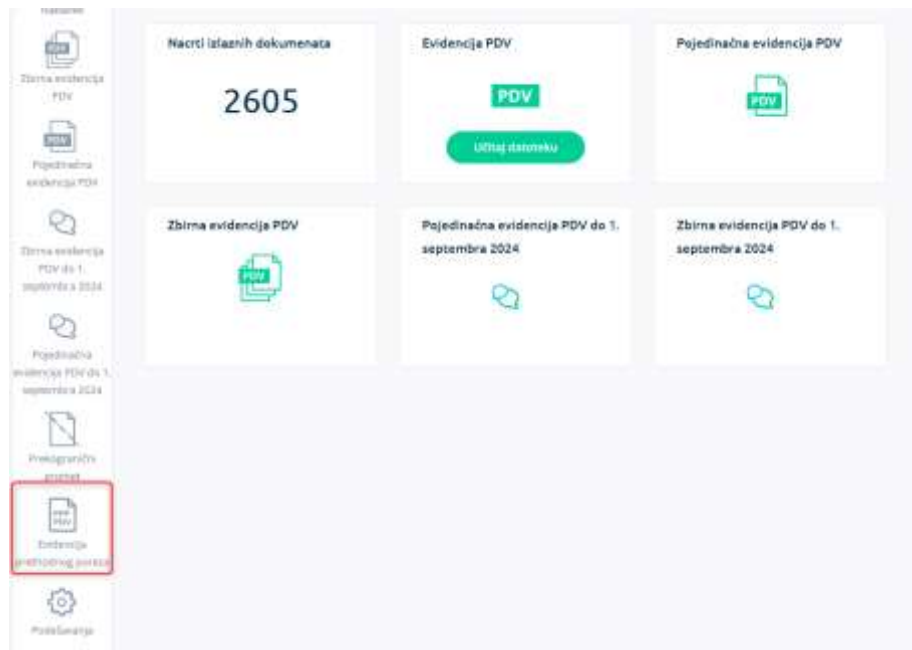 PDV
Zbirna evidencija
PDV
PDV
Pojedinačna
evidencija PDV
Zbirna evidencija
PDV do 1.
septembra 2024
Pojedinačna
evidencija PDV do 1.
septembra 2024
Prekogranični
promet
PDV
Evidencija
prethodnog poreza
Podešavanja
Nacrti izlaznih dokumenata
2605
Evidencija PDV
PDV
Učitaj datoteku
Pojedinačna evidencija PDV
PDV
Zbirna evidencija PDV
PDV
Pojedinačna evidencija PDV do 1.
septembra 2024
Zbirna evidencija PDV do 1.
septembra 2024